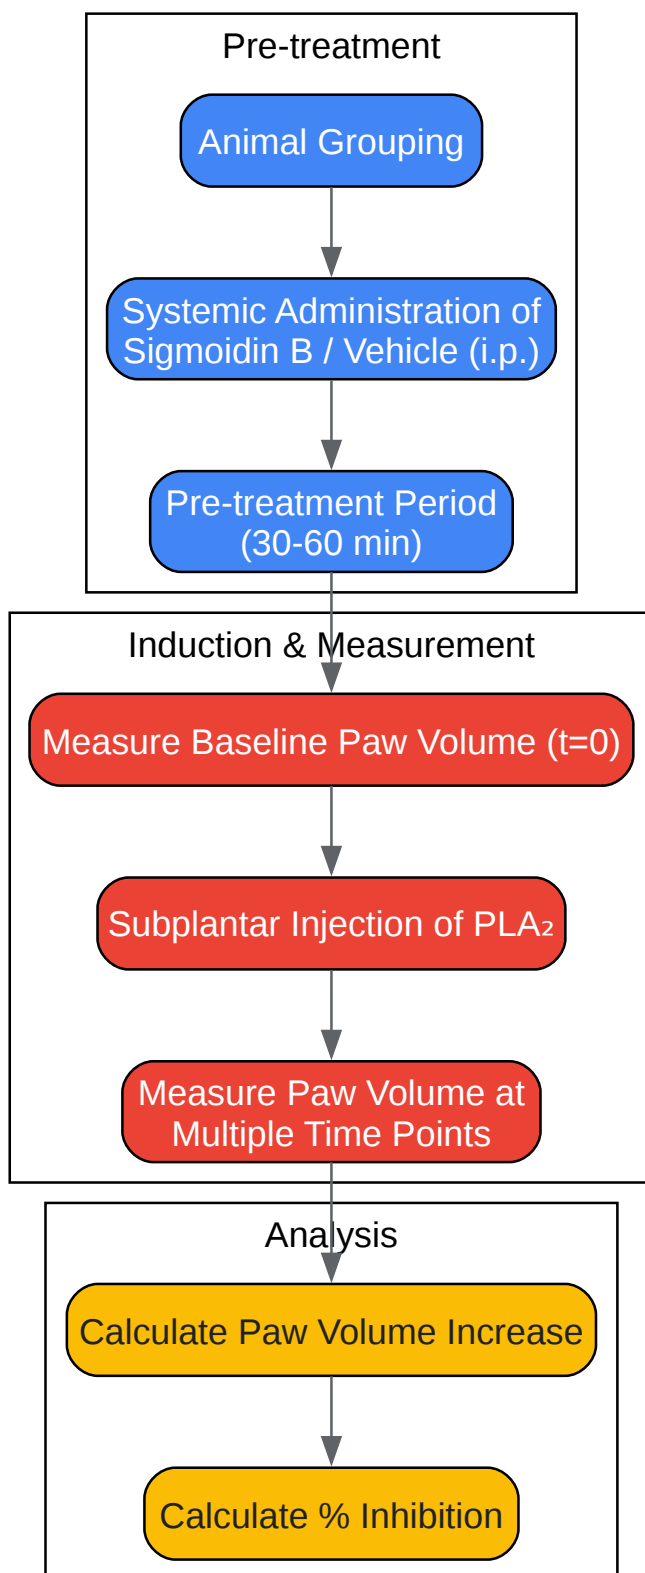 Pre-treatment
Animal Grouping
Systemic Administration of
Sigmoidin B / Vehicle (i.p.)
Pre-treatment Period
(30-60 min)
Induction & Measurement
Measure Baseline Paw Volume (t=0)
Subplantar Injection of PLA₂
Measure Paw Volume at
Multiple Time Points
Analysis
Calculate Paw Volume Increase
Calculate % Inhibition